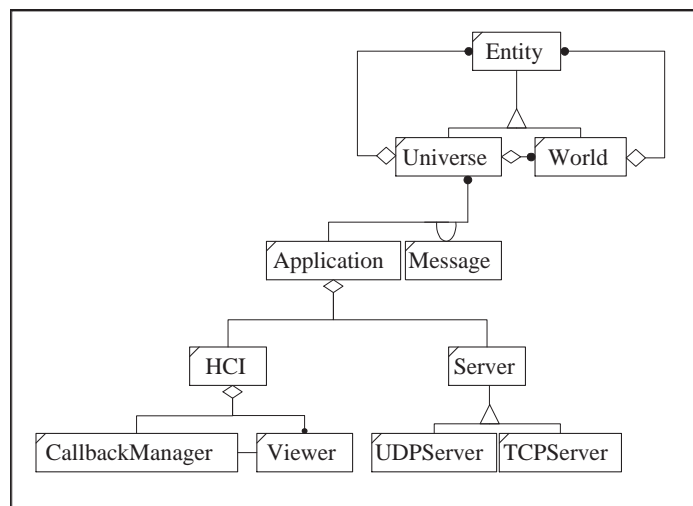 Entity
Universe
World
Application
Message
HCI
Server
CallbackManager
Viewer
UDPServer
TCPServer